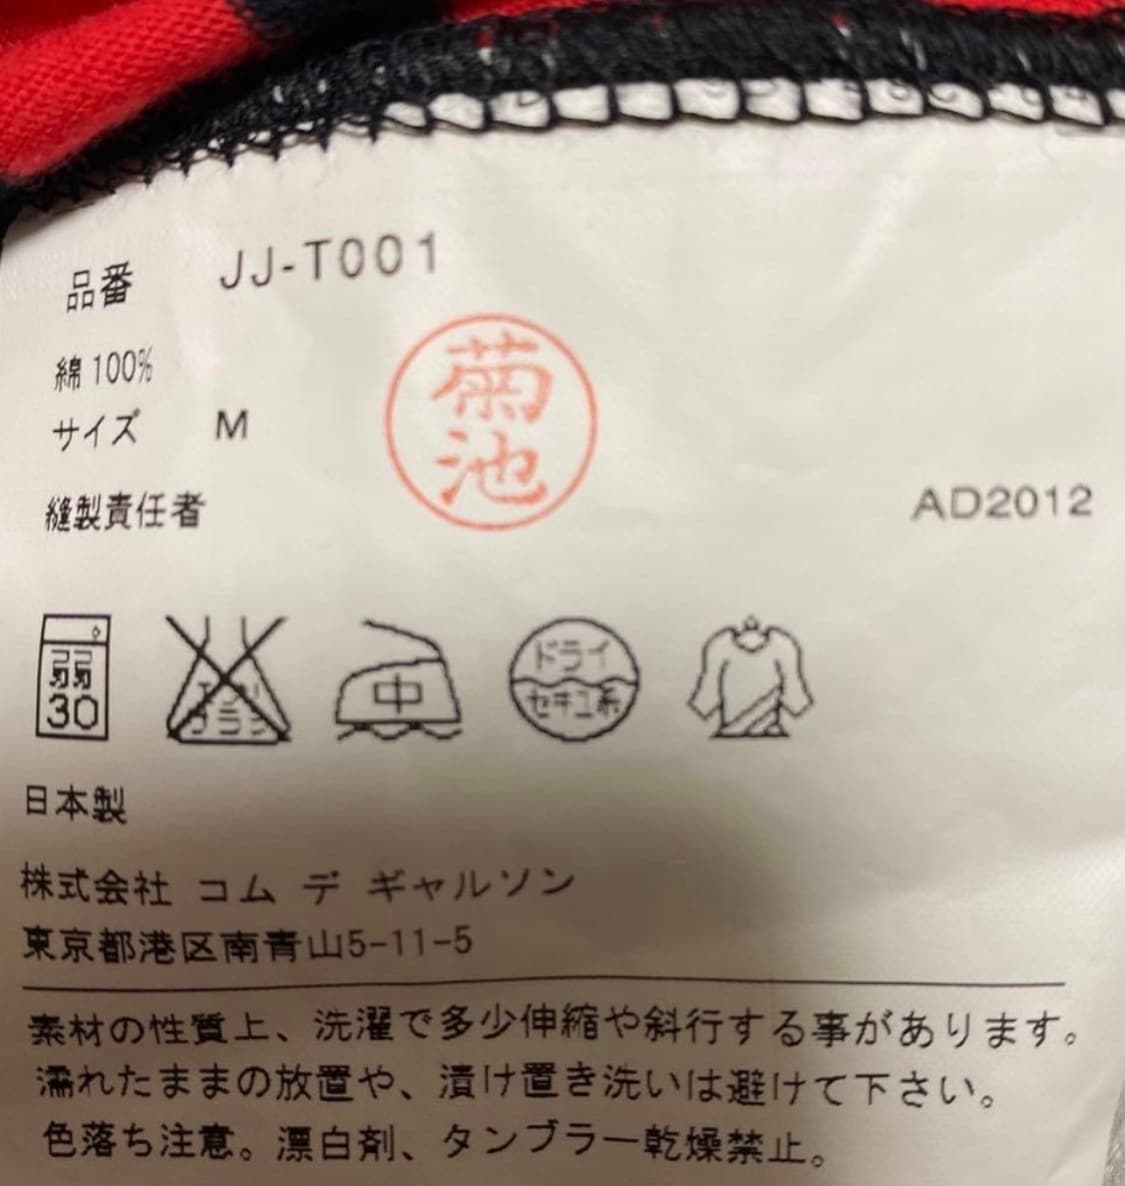 品番 JJ-T001
綿100%
サイズ M
菊
池
縫製責任者
AD2012
弱
30
中
ドライ
セキユ系
日本製
株式会社 コム デ ギャルソン
東京都港区南青山5-11-5
素材の性質上、洗濯で多少伸縮や斜行する事があります。
濡れたままの放置や、漬け置き洗いは避けて下さい。
色落ち注意。漂白剤、タンブラー乾燥禁止。